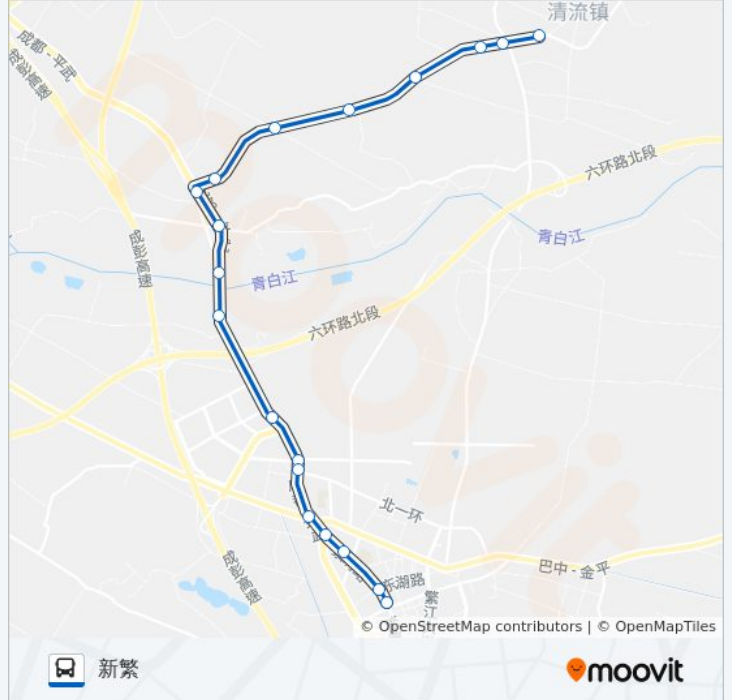 清流镇
成都 - 平武
成彭高速
六环路北段
青白江
成彭高速
青白江
六环路北段
北一环
成彭高速
巴中 - 金平
东湖路
繁江
© OpenStreetMap contributors | © OpenMapTiles
新繁
moovit